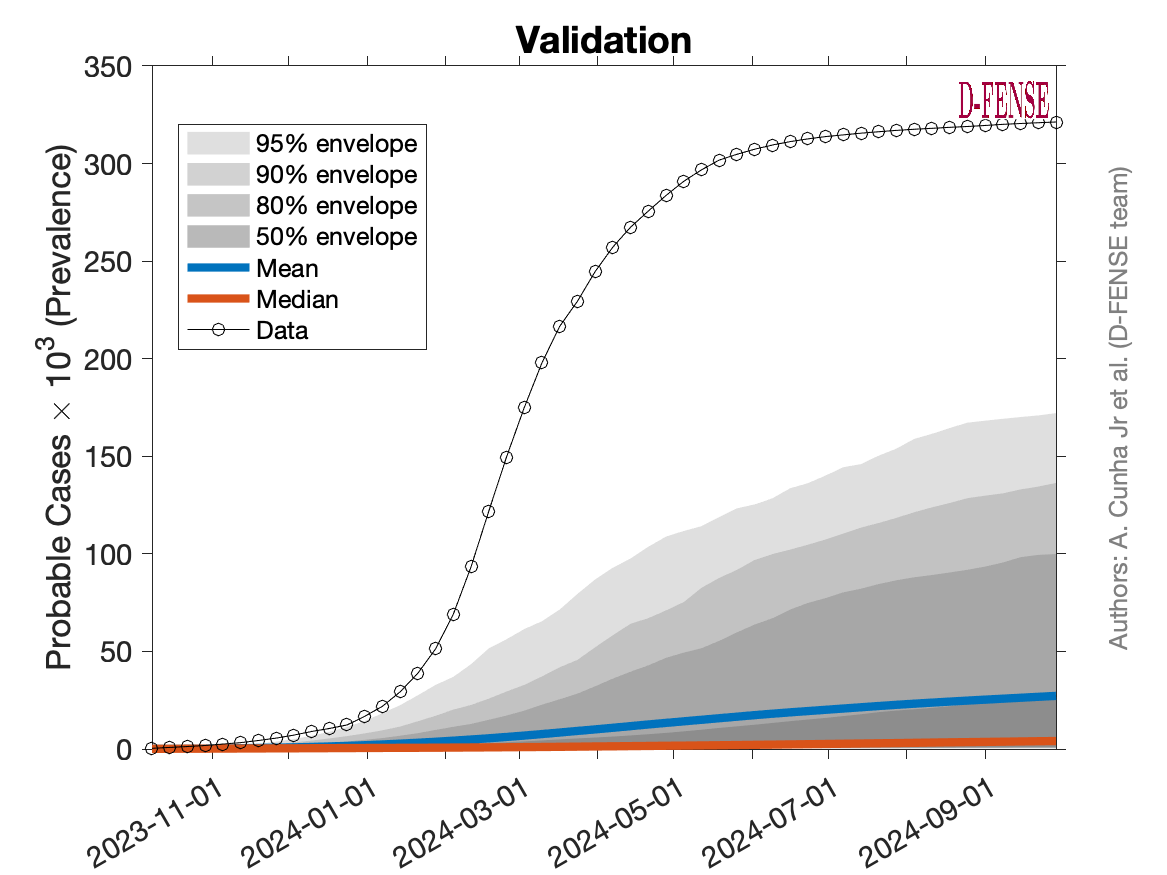 Validation
D-FENSE
350
300
250
200
150
100
50
0
Probable Cases × 10³ (Prevalence)
95% envelope
90% envelope
80% envelope
50% envelope
Mean
Median
Data
2023-11-01
2024-01-01
2024-03-01
2024-05-01
2024-07-01
2024-09-01
Authors: A. Cunha Jr et al. (D-FENSE team)